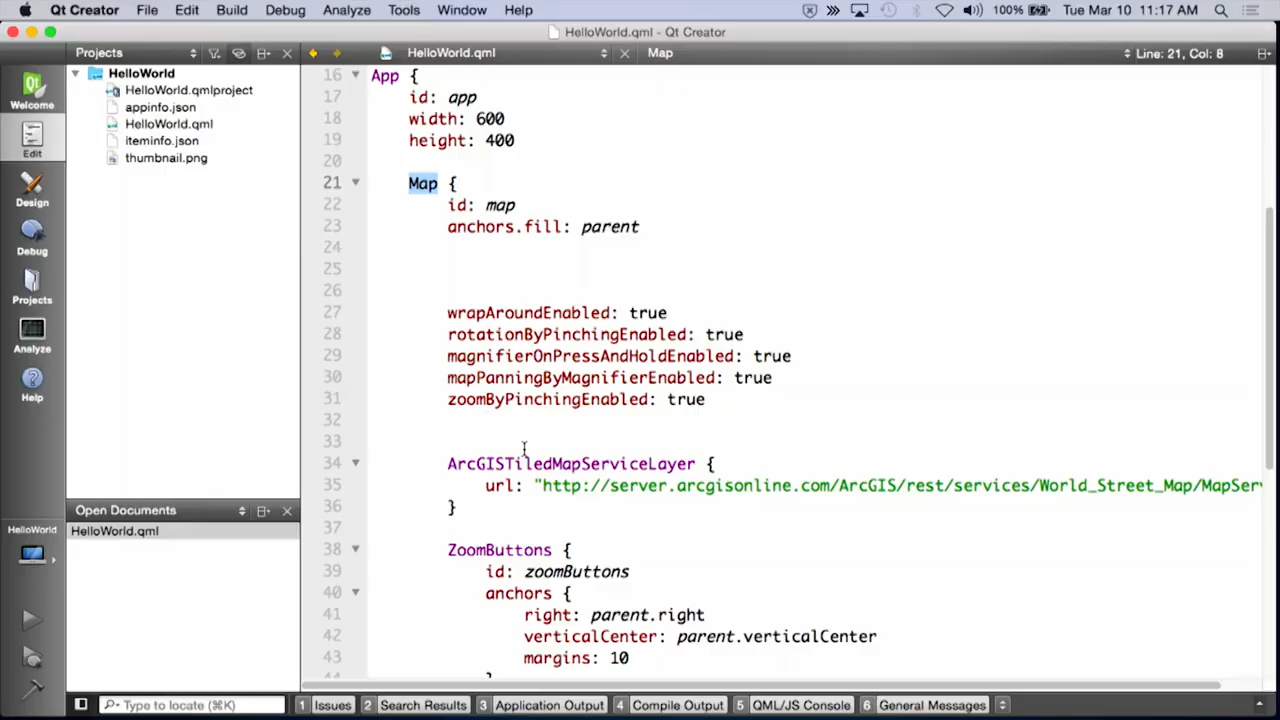 Qt Creator File Edit Build Debug Analyze Tools Window Help 100% Tue Mar 10 11:17 AM
HelloWorld.qml - Qt Creator
Projects HelloWorld.qml Map Line: 21, Col: 8
HelloWorld
HelloWorld.qmlproject
appinfo.json
HelloWorld.qml
iteminfo.json
thumbnail.png
Qt
Welcome
Edit
Design
Debug
Projects
Analyze
Help
HelloWorld
Open Documents
HelloWorld.qml
16 App {
17 id: app
18 width: 600
19 height: 400
20
21 Map {
22 id: map
23 anchors.fill: parent
24
25
26
27 wrapAroundEnabled: true
28 rotationByPinchingEnabled: true
29 magnifierOnPressAndHoldEnabled: true
30 mapPanningByMagnifierEnabled: true
31 zoomByPinchingEnabled: true
32
33
34 ArcGISTiledMapServiceLayer {
35 url: "http://server.arcgisonline.com/ArcGIS/rest/services/World_Street_Map/MapServ
36 }
37
38 ZoomButtons {
39 id: zoomButtons
40 anchors {
41 right: parent.right
42 verticalCenter: parent.verticalCenter
43 margins: 10
Type to locate (⌘K) 1 Issues 2 Search Results 3 Application Output 4 Compile Output 5 QML/JS Console 6 General Messages